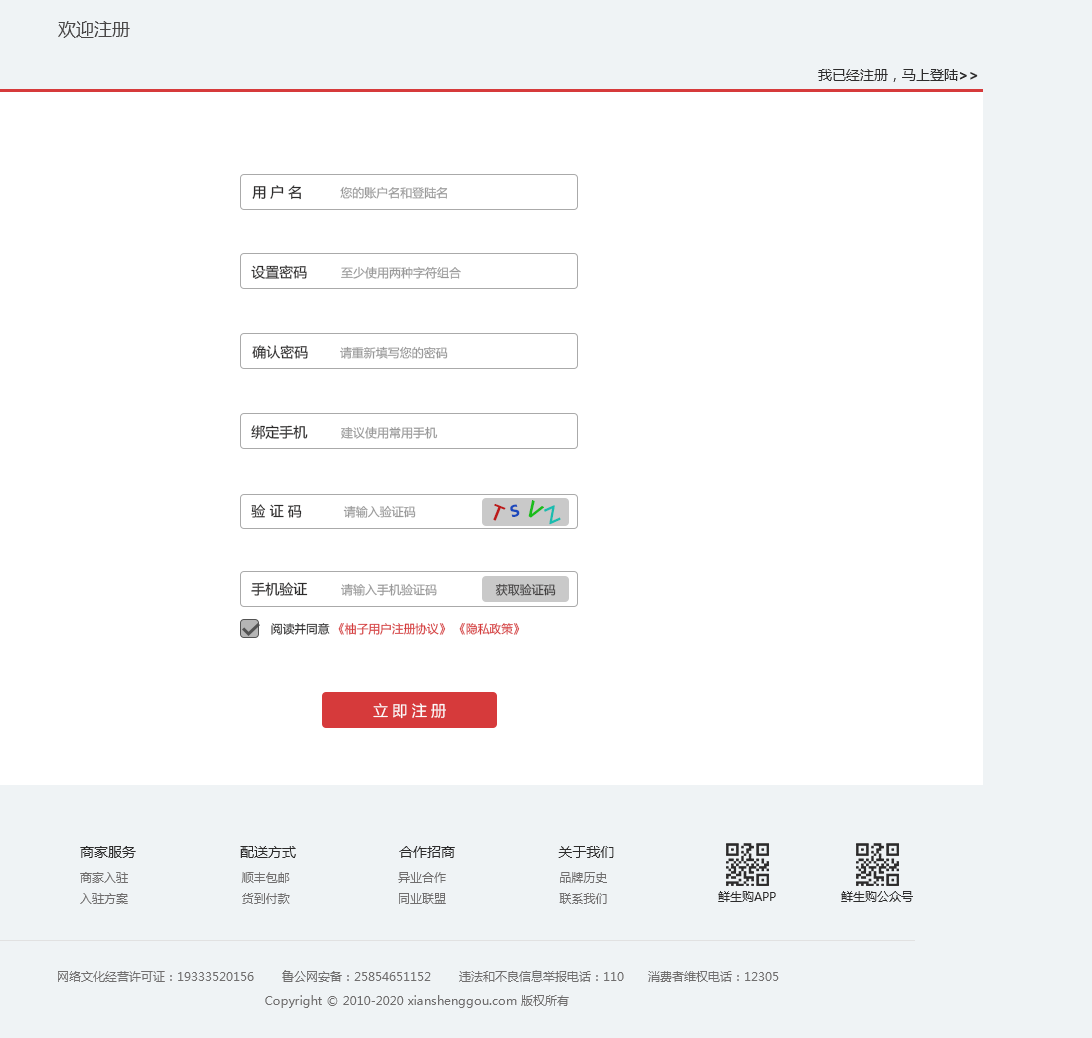 欢迎注册
我已经注册，马上登陆>>
用 户 名 您的账户名和登陆名
设置密码 至少使用两种字符组合
确认密码 请重新填写您的密码
绑定手机 建议使用常用手机
验 证 码 请输入验证码 T S V Z
手机验证 请输入手机验证码 获取验证码
阅读并同意《柚子用户注册协议》《隐私政策》
立 即 注 册
商家服务 配送方式 合作招商 关于我们
商家入驻 顺丰包邮 异业合作 品牌历史
入驻方案 货到付款 同业联盟 联系我们
鲜生购APP 鲜生购公众号
网络文化经营许可证：19333520156 鲁公网安备：25854651152 违法和不良信息举报电话：110 消费者维权电话：12305
Copyright © 2010-2020 xianshenggou.com 版权所有